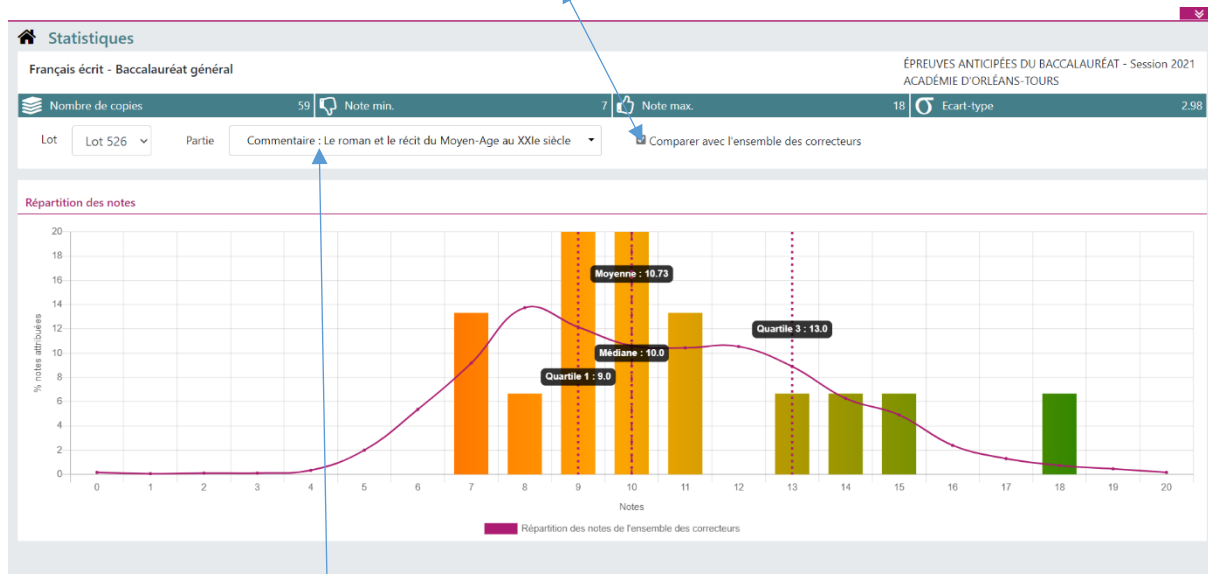 Statistiques
Français écrit - Baccalauréat général
ÉPREUVES ANTICIPÉES DU BACCALAURÉAT - Session 2021
ACADÉMIE D'ORLÉANS-TOURS
Nombre de copies 59 Note min. 7 Note max. 18 Ecart-type 2.98
Lot Lot 526 Partie Commentaire : Le roman et le récit du Moyen-Age au XXIe siècle Comparer avec l'ensemble des correcteurs
Répartition des notes
20
18
16
14
12
10
8
6
4
2
0
% notes attribuées
Moyenne : 10.73
Quartile 3 : 13.0
Médiane : 10.0
Quartile 1 : 9.0
0 1 2 3 4 5 6 7 8 9 10 11 12 13 14 15 16 17 18 19 20
Notes
Répartition des notes de l'ensemble des correcteurs